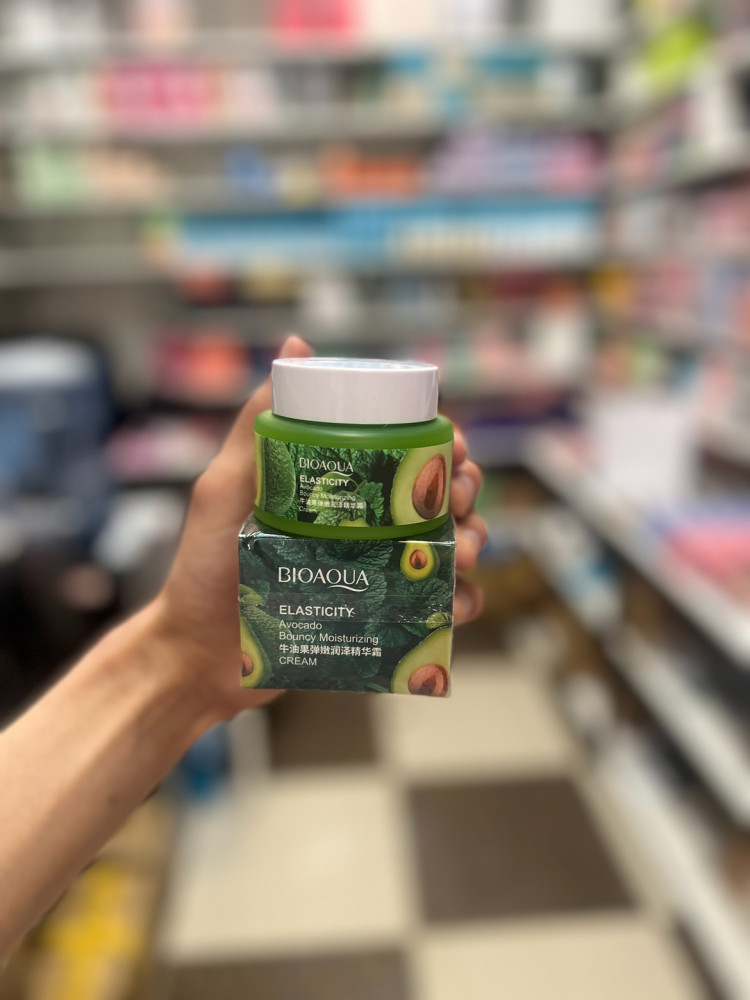 BIOAQUA
ELASTICITY
Avocado
Bouncy Moisturizing
牛油果弹嫩润泽精华霜
Cream
BIOAQUA
ELASTICITY
Avocado
Bouncy Moisturizing
牛油果弹嫩润泽精华霜
CREAM